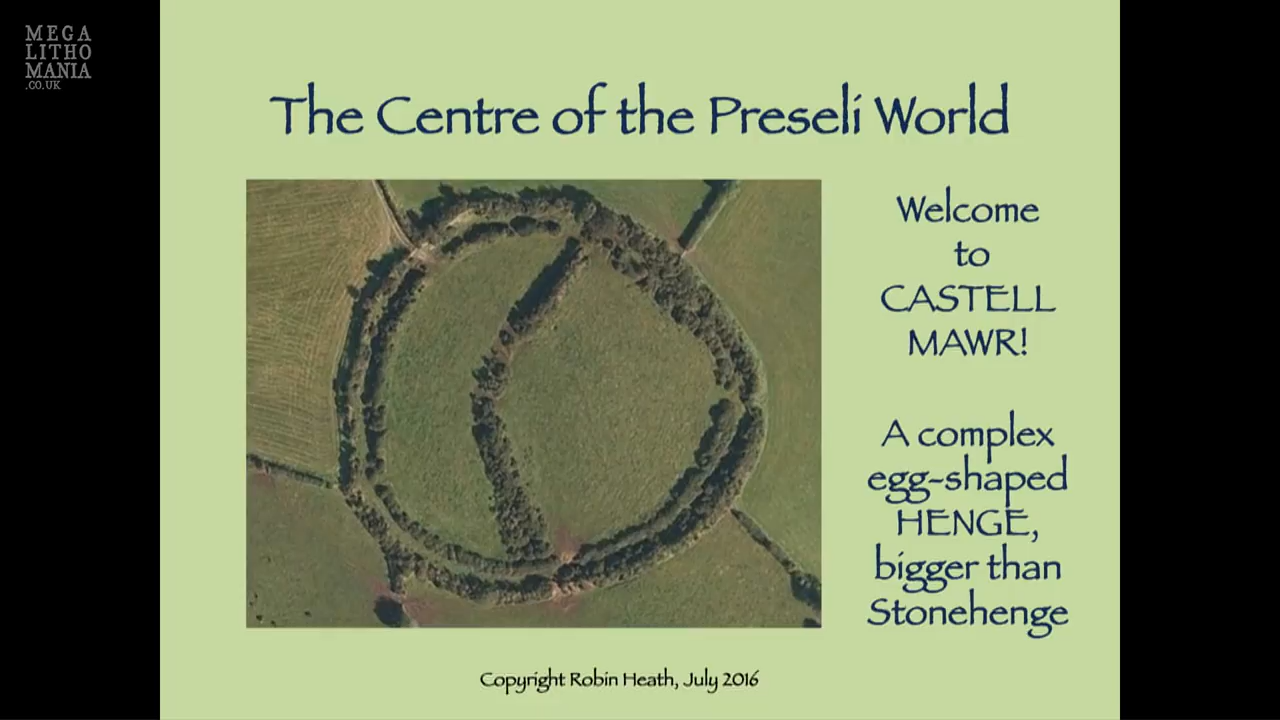 MEGA
LITHO
MANIA
.CO.UK
The Centre of the Preseli World
Welcome
to
CASTELL
MAWR!
A complex
egg-shaped
HENGE,
bigger than
Stonehenge
Copyright Robin Heath, July 2016